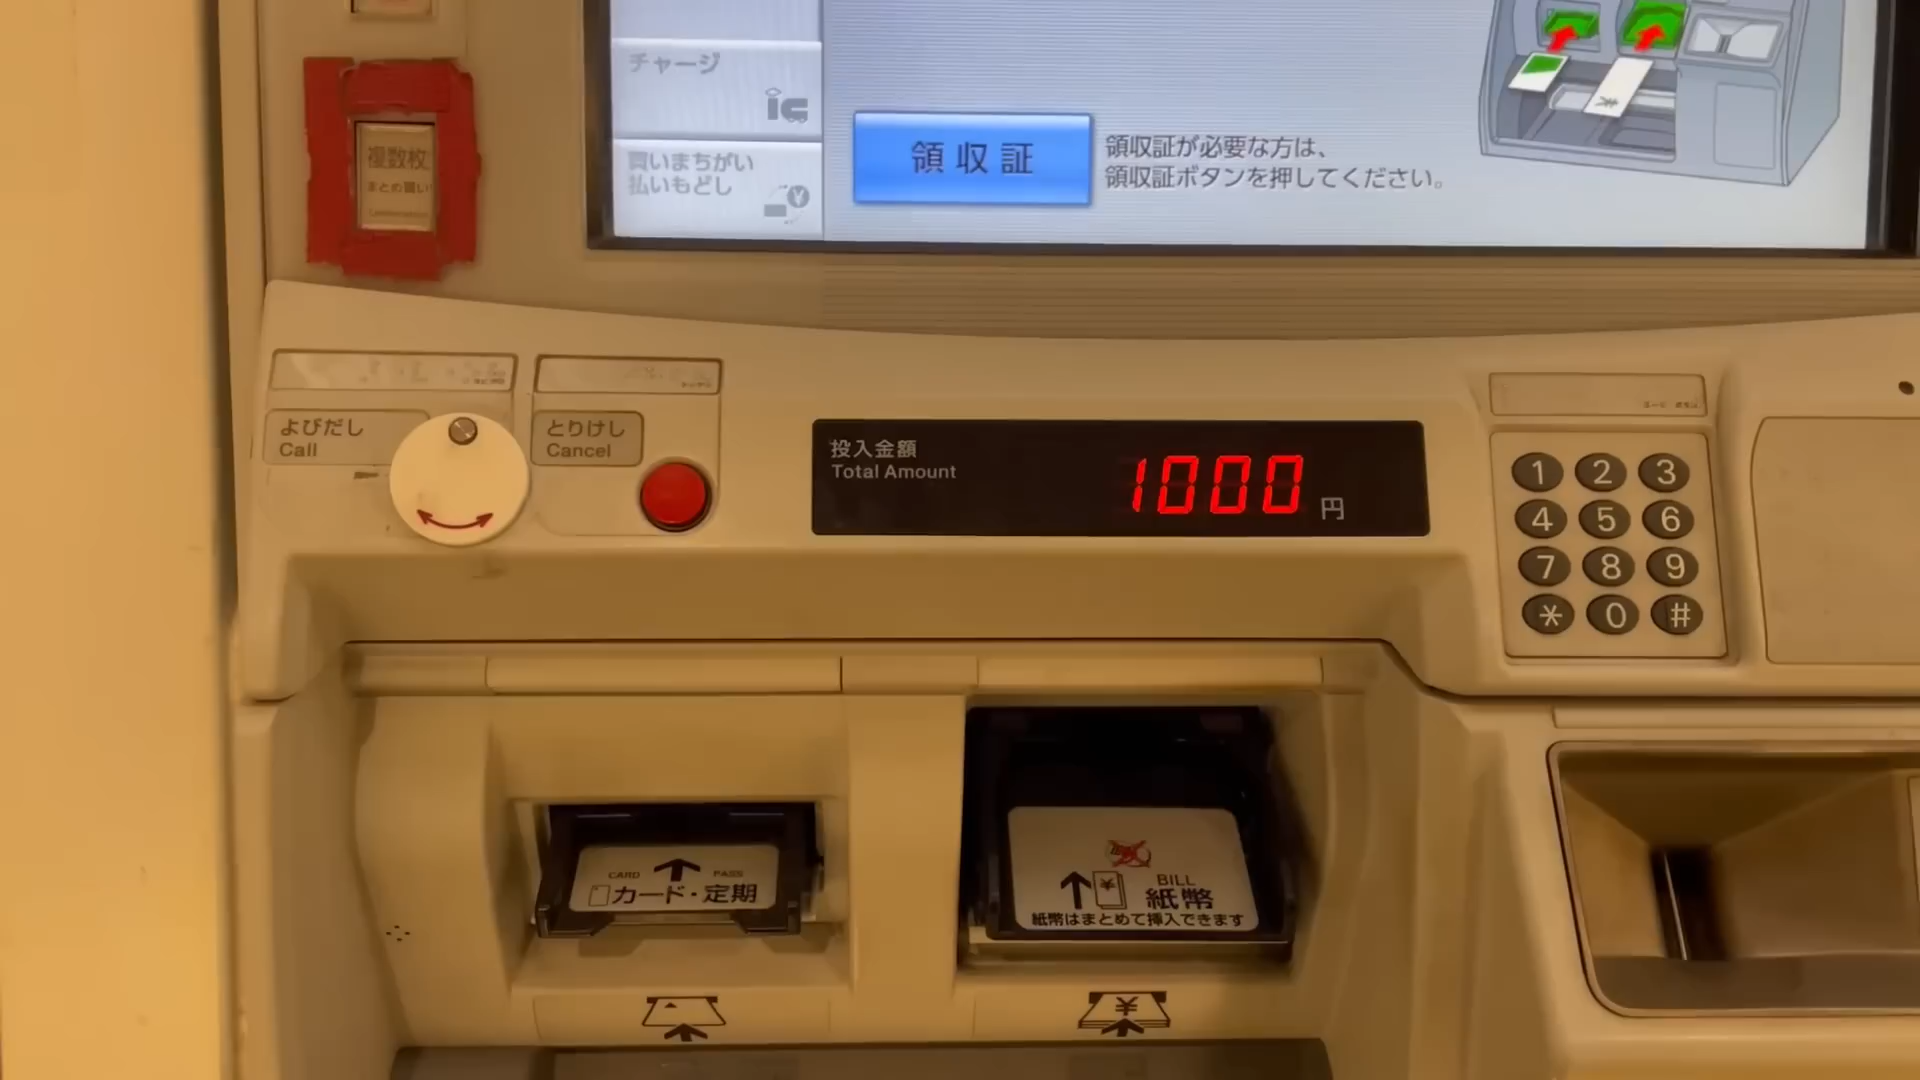 チャージ
ic
買いまちがい
払いもどし
¥
領収証
領収証が必要な方は、
領収証ボタンを押してください。
¥
複数枚
まとめ買い
よびだし
Call
とりけし
Cancel
投入金額
Total Amount
1000 円
1 2 3
4 5 6
7 8 9
* 0 #
CARD PASS
カード・定期
BILL
¥ 紙幣
紙幣はまとめて挿入できます
¥